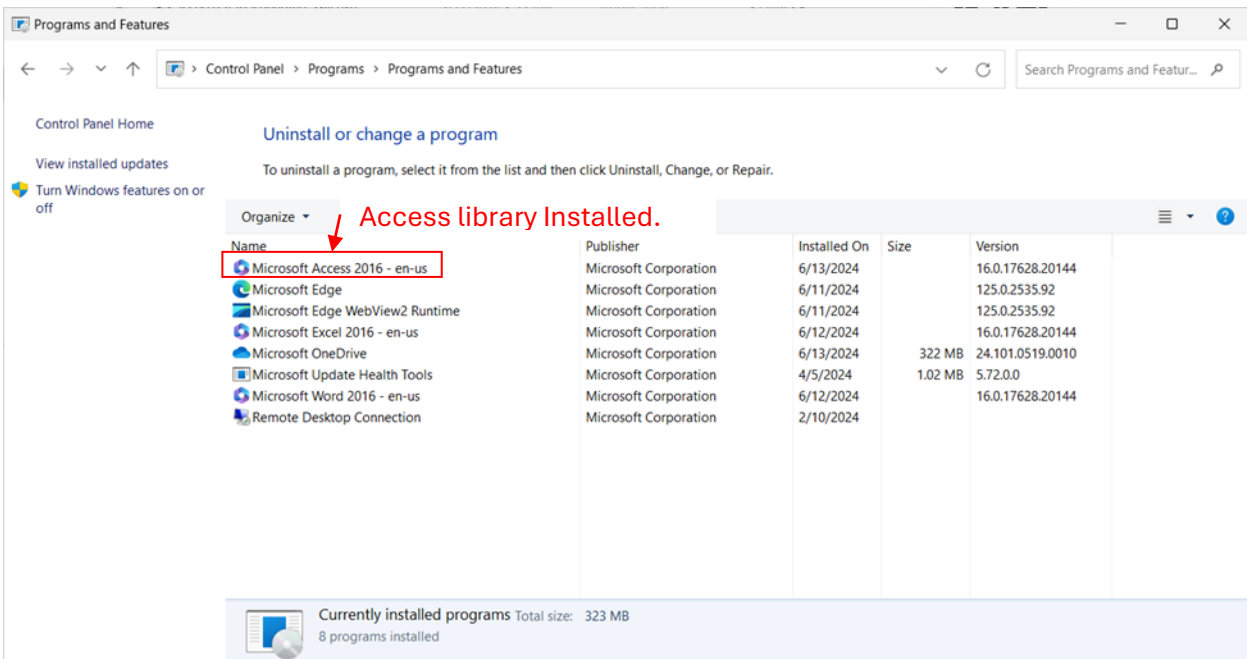 Programs and Features
Control Panel > Programs > Programs and Features
Search Programs and Featur...
Control Panel Home
View installed updates
Turn Windows features on or
off
Uninstall or change a program
To uninstall a program, select it from the list and then click Uninstall, Change, or Repair.
Organize
Access library Installed.
Name Publisher Installed On Size Version
Microsoft Access 2016 - en-us Microsoft Corporation 6/13/2024 16.0.17628.20144
Microsoft Edge Microsoft Corporation 6/11/2024 125.0.2535.92
Microsoft Edge WebView2 Runtime Microsoft Corporation 6/11/2024 125.0.2535.92
Microsoft Excel 2016 - en-us Microsoft Corporation 6/12/2024 16.0.17628.20144
Microsoft OneDrive Microsoft Corporation 6/13/2024 322 MB 24.101.0519.0010
Microsoft Update Health Tools Microsoft Corporation 4/5/2024 1.02 MB 5.72.0.0
Microsoft Word 2016 - en-us Microsoft Corporation 6/12/2024 16.0.17628.20144
Remote Desktop Connection Microsoft Corporation 2/10/2024
Currently installed programs Total size: 323 MB
8 programs installed